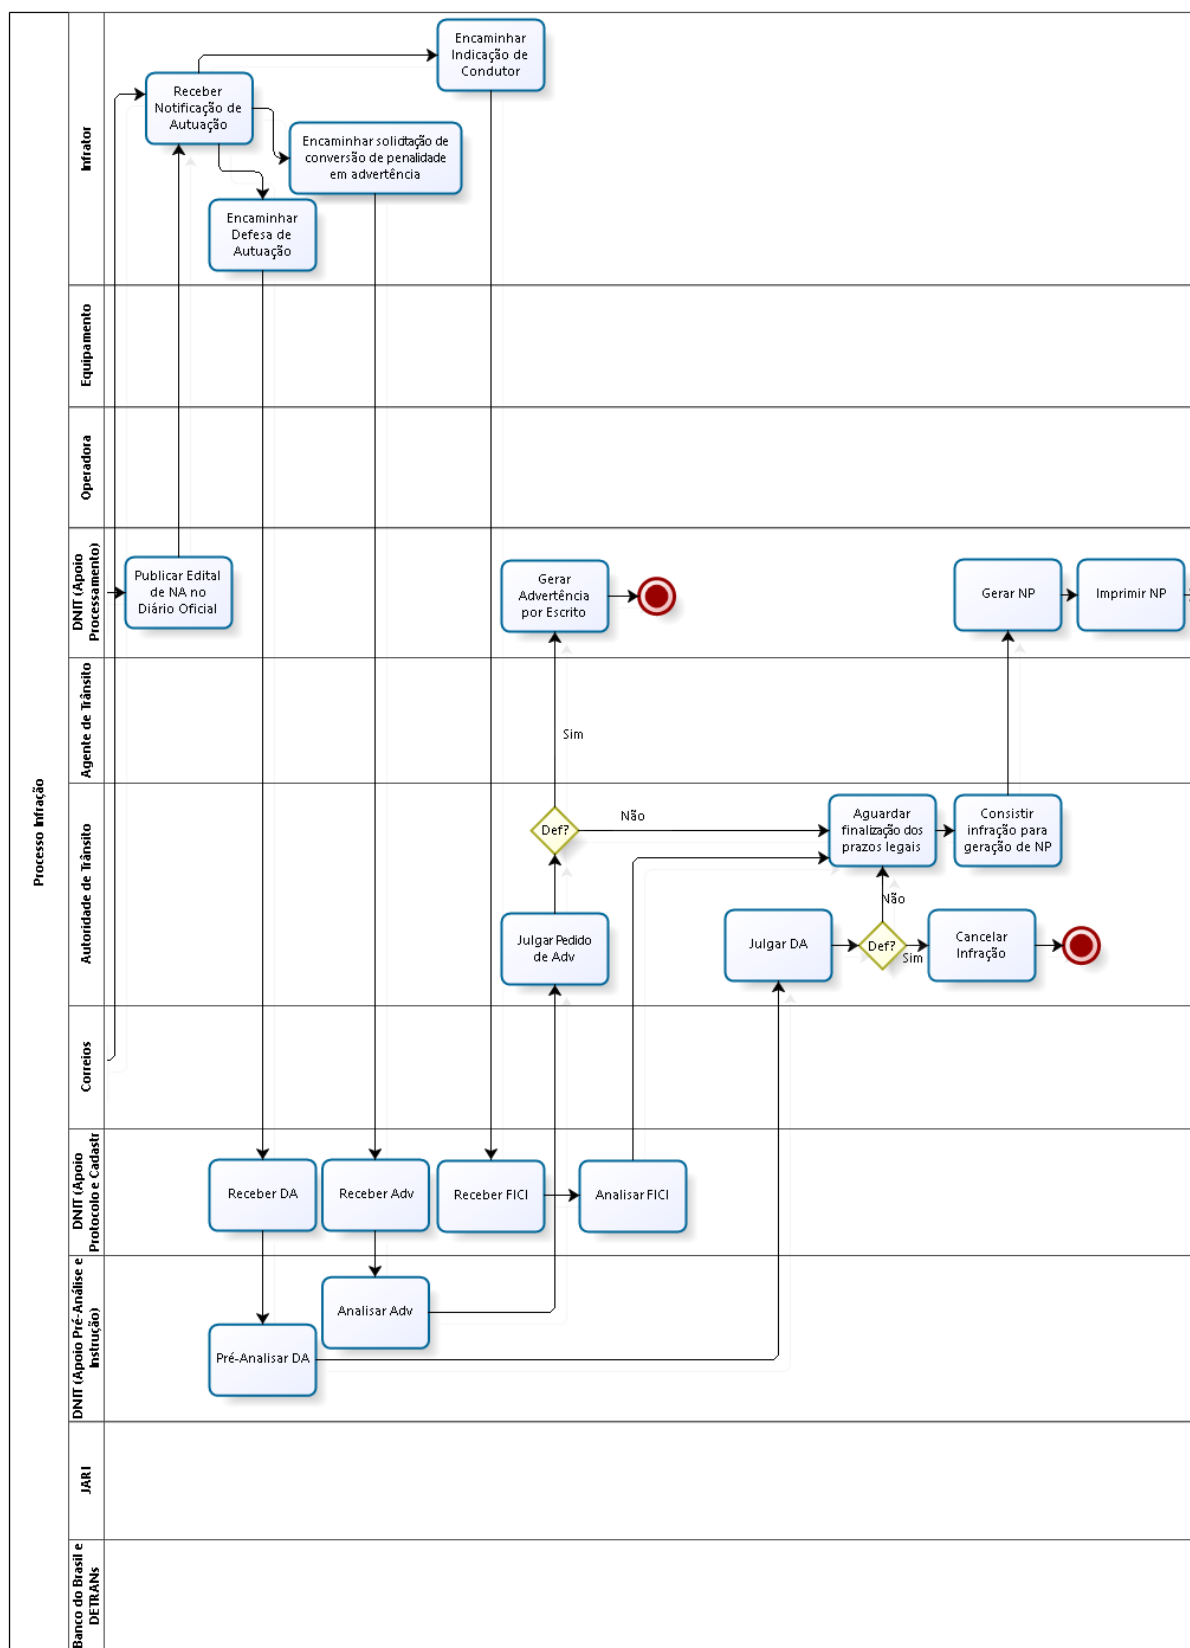 Processo Infração
Infrator
Encaminhar
Indicação de
Condutor
Receber
Notificação de
Autuação
Encaminhar solicitação de
conversão de penalidade
em advertência
Encaminhar
Defesa de
Autuação
Equipamento
Operadora
DNIT (Apoio
Processamento)
Publicar Edital
de NA no
Diário Oficial
Gerar
Advertência
por Escrito
Gerar NP
Imprimir NP
Agente de Trânsito
Sim
Autoridade de Trânsito
Def?
Não
Aguardar
finalização dos
prazos legais
Consistir
infração para
geração de NP
Não
Julgar Pedido
de Adv
Julgar DA
Def?
Sim
Cancelar
Infração
Correios
DNIT (Apoio
Protocolo e Cadastr
Receber DA
Receber Adv
Receber FICI
Analisar FICI
DNIT (Apoio Pré-Análise e
Instrução)
Analisar Adv
Pré-Analisar DA
JARI
Banco do Brasil e
DETRANs